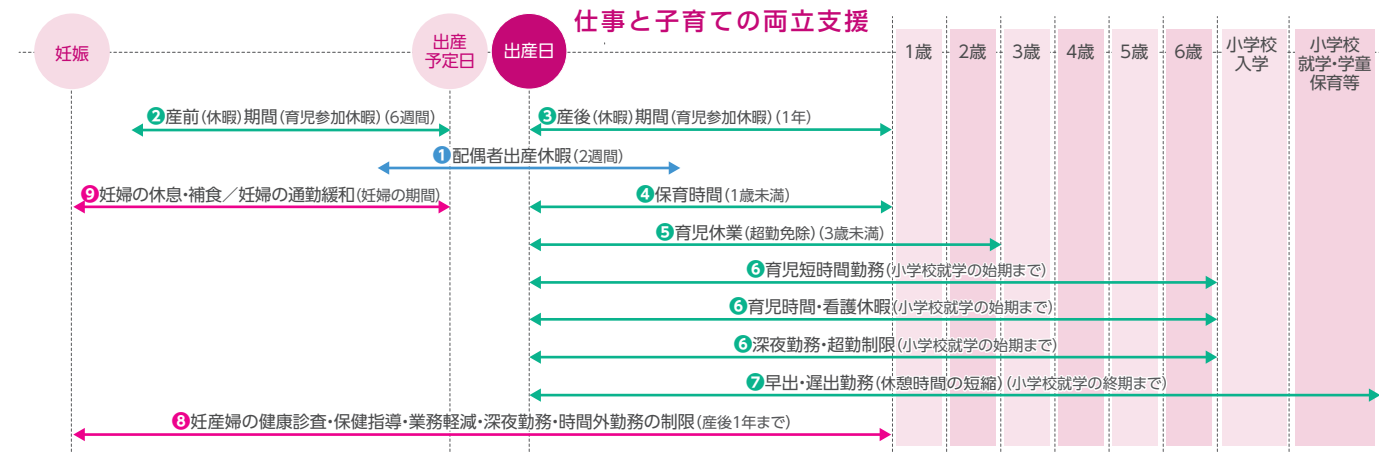 仕事と子育ての両立支援
妊娠
出産
予定日
出産日
1歳
2歳
3歳
4歳
5歳
6歳
小学校
入学
小学校
就学・学童
保育等
❷産前(休暇)期間(育児参加休暇)(6週間)
❸産後(休暇)期間(育児参加休暇)(1年)
❶配偶者出産休暇(2週間)
❾妊婦の休息・補食／妊婦の通勤緩和(妊婦の期間)
❹保育時間(1歳未満)
❺育児休業(超勤免除)(3歳未満)
❻育児短時間勤務(小学校就学の始期まで)
❻育児時間・看護休暇(小学校就学の始期まで)
❻深夜勤務・超勤制限(小学校就学の始期まで)
❼早出・遅出勤務(休憩時間の短縮)(小学校就学の終期まで)
❽妊産婦の健康診査・保健指導・業務軽減・深夜勤務・時間外勤務の制限(産後1年まで)